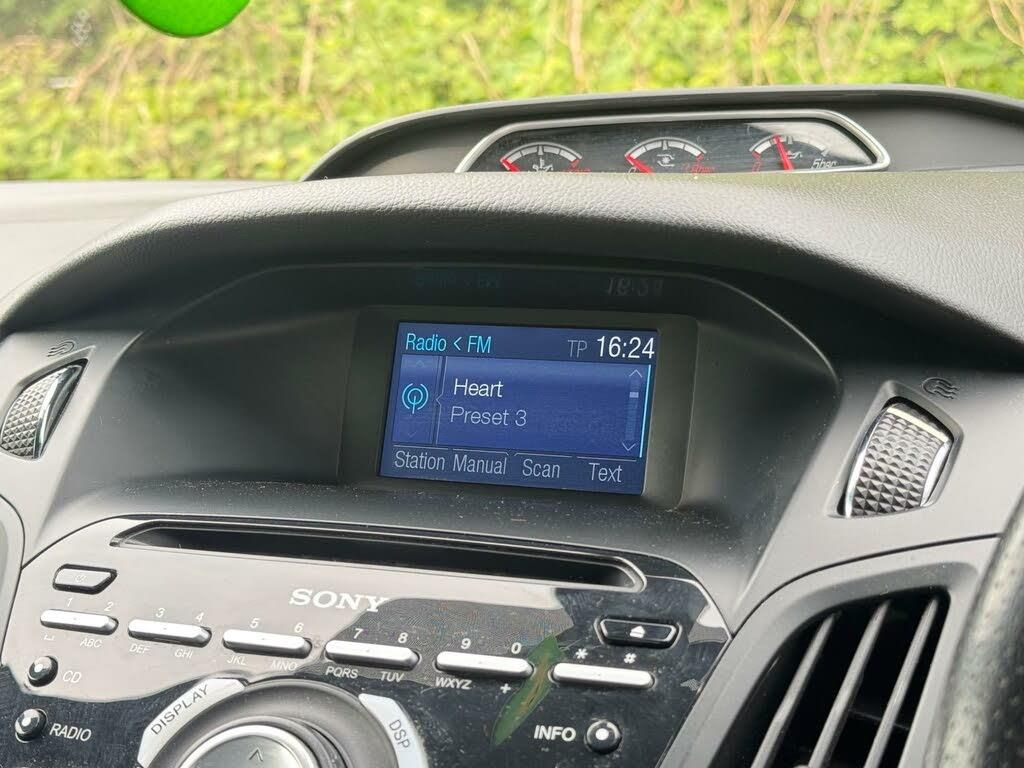 5bar
Radio < FM TP 16:24
Heart
Preset 3
Station Manual Scan Text
SONY
1 2 3 4 5 6 7 8 9 0 * #
ABC DEF GHI JKL MNO PQRS TUV WXYZ +
CD
DISPLAY
DSP
RADIO
INFO